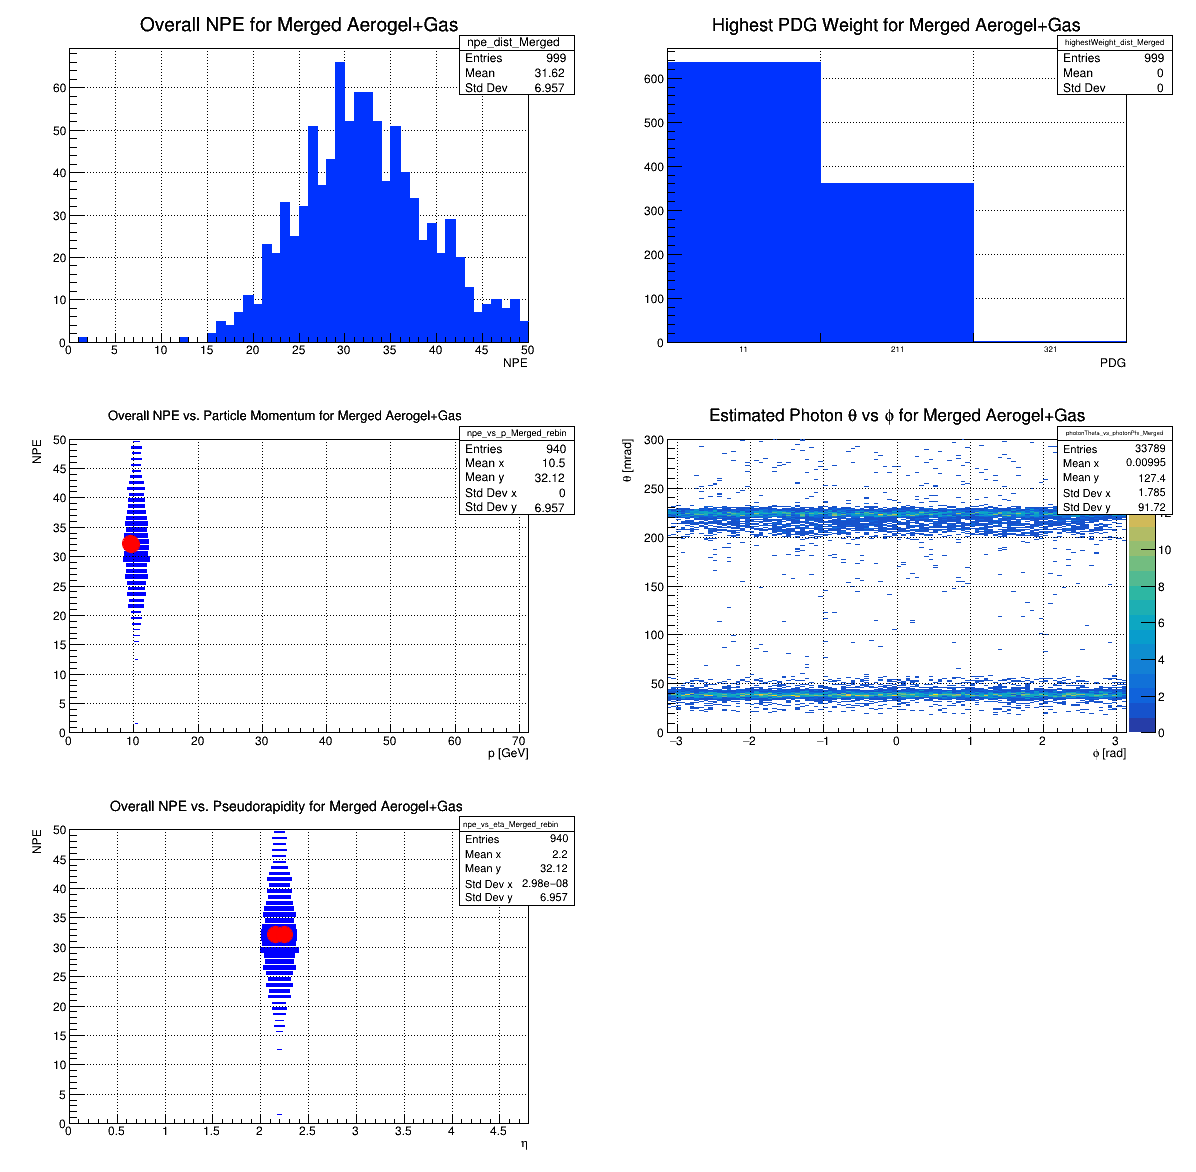 Overall NPE for Merged Aerogel+Gas
npe_dist_Merged
Entries 999
Mean 31.62
Std Dev 6.957
60
50
40
30
20
10
0
0 5 10 15 20 25 30 35 40 45 50
NPE
Highest PDG Weight for Merged Aerogel+Gas
highestWeight_dist_Merged
Entries 999
Mean 0
Std Dev 0
600
500
400
300
200
100
0
11 211 321
PDG
Overall NPE vs. Particle Momentum for Merged Aerogel+Gas
npe_vs_p_Merged_rebin
Entries 940
Mean x 10.5
Mean y 32.12
Std Dev x 0
Std Dev y 6.957
NPE
50
45
40
35
30
25
20
15
10
5
0
0 10 20 30 40 50 60 70
p [GeV]
Estimated Photon θ vs ϕ for Merged Aerogel+Gas
photonTheta_vs_photonPhi_Merged
Entries 33789
Mean x 0.00995
Mean y 127.4
Std Dev x 1.785
Std Dev y 91.72
θ [mrad]
300
250
200
150
100
50
0
−3 −2 −1 0 1 2 3
ϕ [rad]
12
10
8
6
4
2
0
Overall NPE vs. Pseudorapidity for Merged Aerogel+Gas
npe_vs_eta_Merged_rebin
Entries 940
Mean x 2.2
Mean y 32.12
Std Dev x 2.98e−08
Std Dev y 6.957
NPE
50
45
40
35
30
25
20
15
10
5
0
0 0.5 1 1.5 2 2.5 3 3.5 4 4.5
η